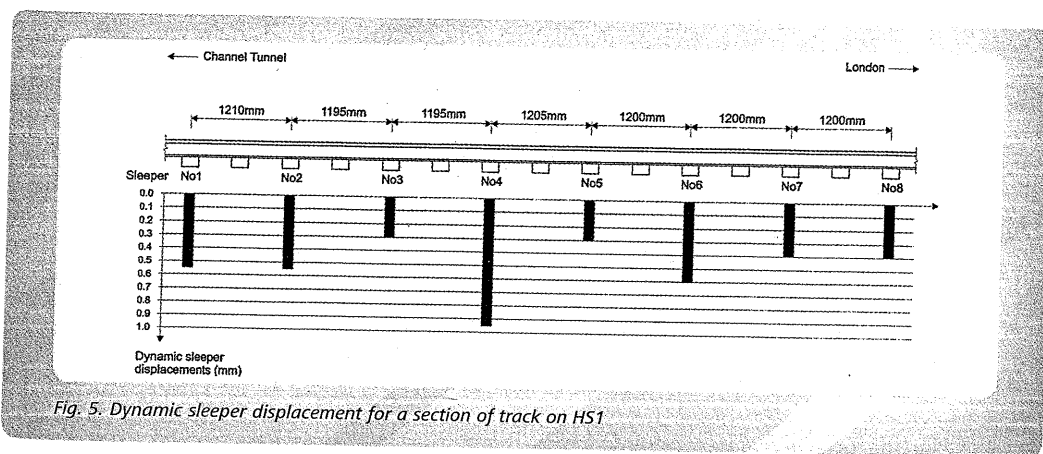 Channel Tunnel
London
1210mm 1195mm 1195mm 1205mm 1200mm 1200mm 1200mm
Sleeper No1 No2 No3 No4 No5 No6 No7 No8
0.0
0.1
0.2
0.3
0.4
0.5
0.6
0.7
0.8
0.9
1.0
Dynamic sleeper
displacements (mm)
Fig. 5. Dynamic sleeper displacement for a section of track on HS1